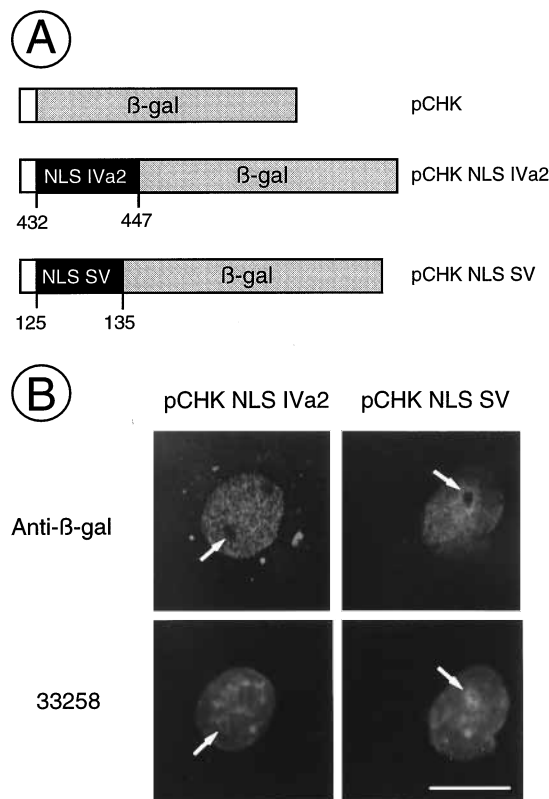 A
ß-gal pCHK
NLS IVa2 ß-gal pCHK NLS IVa2
432 447
NLS SV ß-gal pCHK NLS SV
125 135
B
pCHK NLS IVa2 pCHK NLS SV
Anti-ß-gal
33258